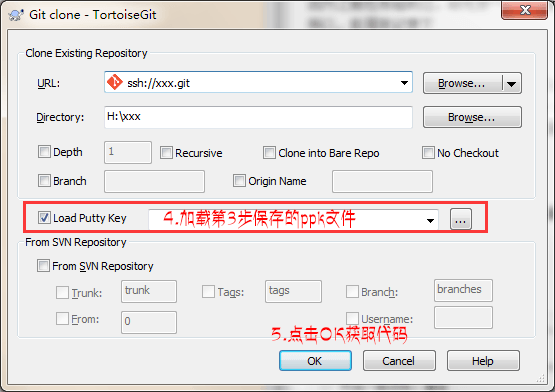 Git clone - TortoiseGit
Clone Existing Repository
URL: ssh://xxx.git Browse...
Directory: H:\xxx Browse...
Depth 1 Recursive Clone into Bare Repo No Checkout
Branch Origin Name
Load Putty Key 4.加载第3步保存的ppk文件 ...
From SVN Repository
From SVN Repository
Trunk: trunk Tags: tags Branch: branches
From: 0 Username:
5.点击OK获取代码
OK Cancel Help